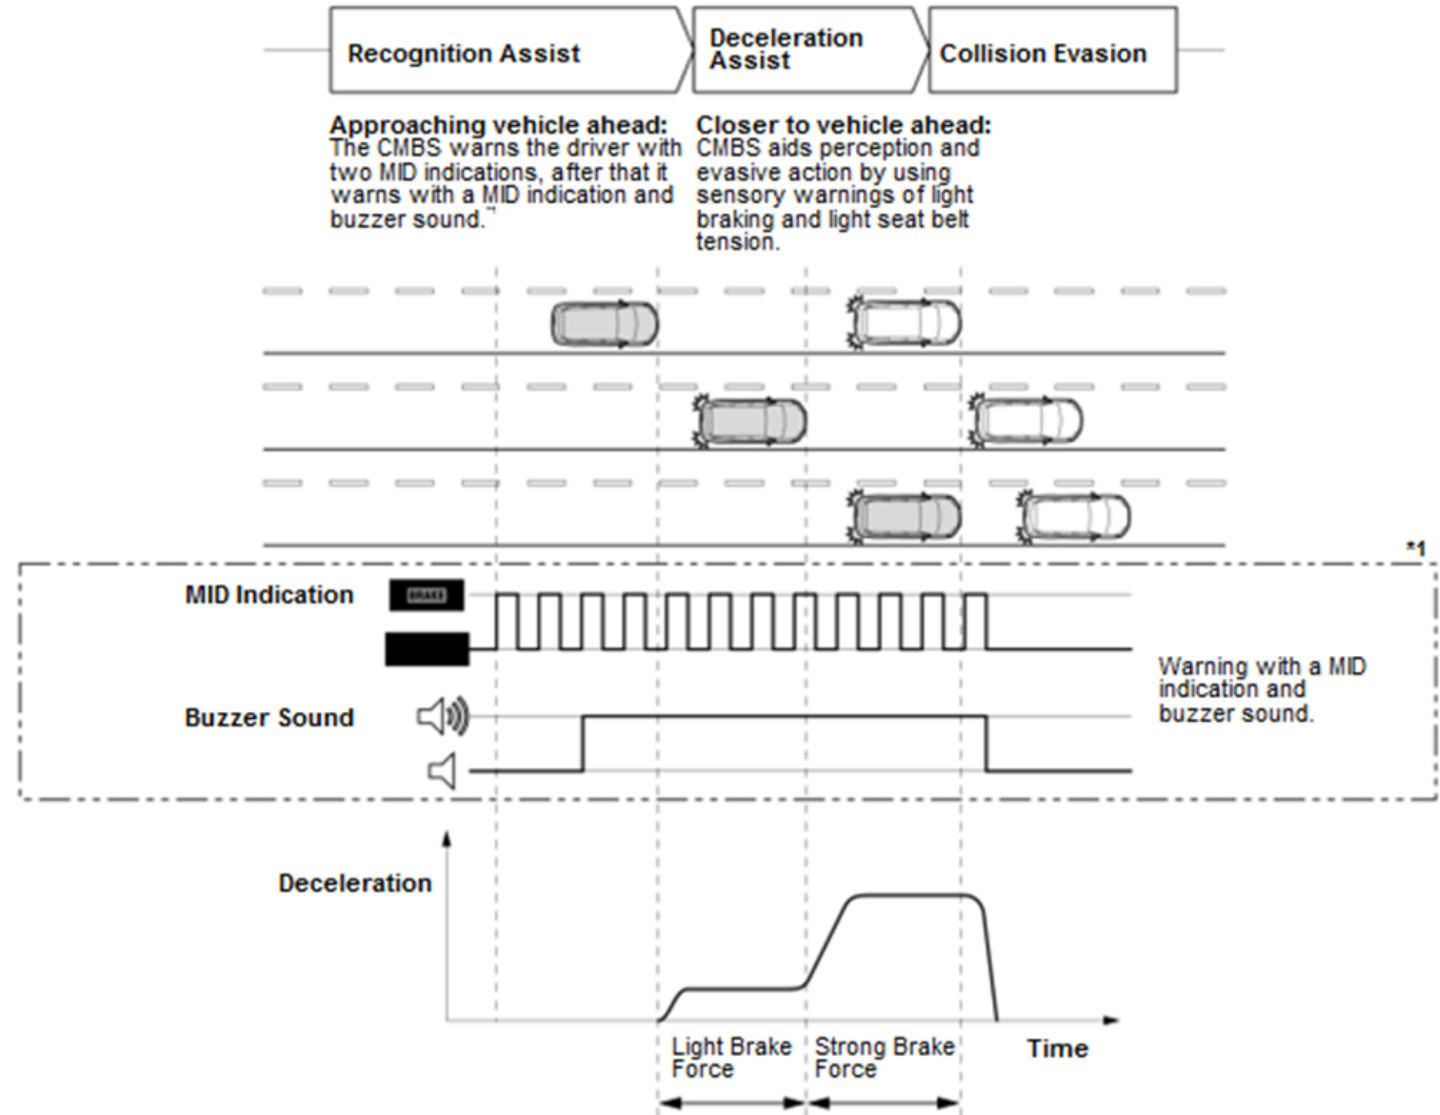 Recognition Assist
Deceleration
Assist
Collision Evasion
Approaching vehicle ahead:
The CMBS warns the driver with
two MID indications, after that it
warns with a MID indication and
buzzer sound.*1
Closer to vehicle ahead:
CMBS aids perception and
evasive action by using
sensory warnings of light
braking and light seat belt
tension.
*1
MID Indication
BRAKE
Warning with a MID
indication and
buzzer sound.
Buzzer Sound
Deceleration
Light Brake
Force
Strong Brake
Force
Time